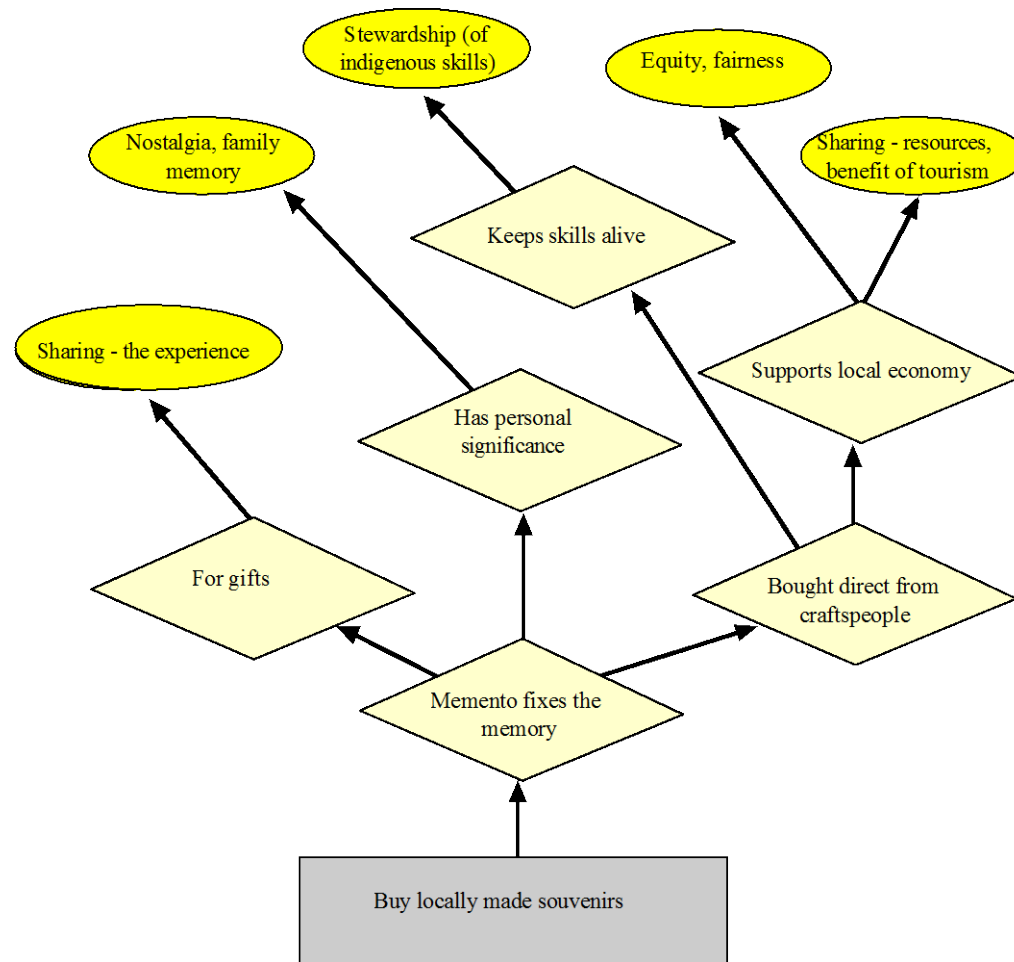 Stewardship (of
indigenous skills)
Equity, fairness
Nostalgia, family
memory
Sharing - resources,
benefit of tourism
Keeps skills alive
Sharing - the experience
Supports local economy
Has personal
significance
For gifts
Bought direct from
craftspeople
Memento fixes the
memory
Buy locally made souvenirs